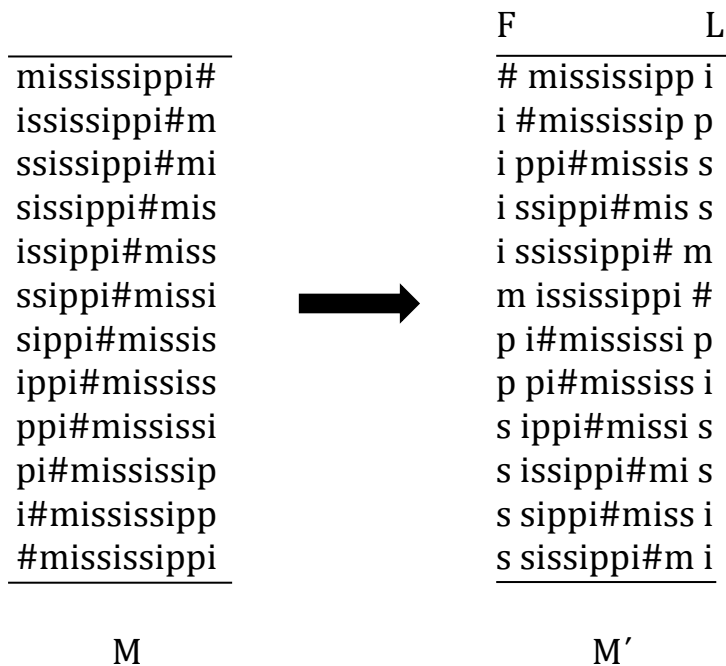 F L
mississippi# # mississipp i
ississippi#m i #mississip p
ssissippi#mi i ppi#missis s
sissippi#mis i ssippi#mis s
issippi#miss i ssissippi# m
ssippi#missi m ississippi #
sippi#missis p i#mississi p
ippi#mississ p pi#mississ i
ppi#mississi s ippi#missi s
pi#mississip s issippi#mi s
i#mississipp s sippi#miss i
#mississippi s sissippi#m i
M M′